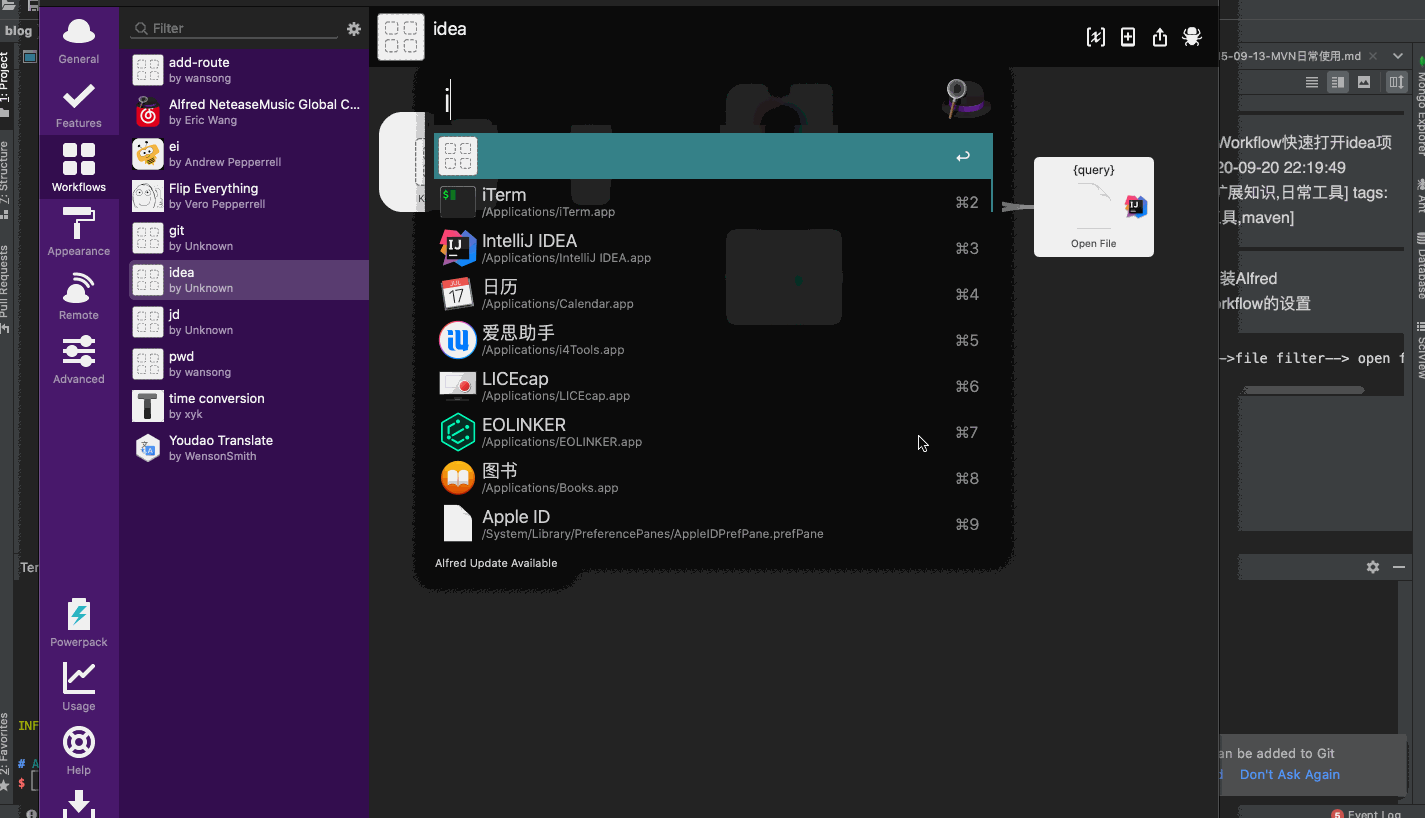 blog
1: Project
Z: Structure
Pull Requests
2: Favorites
General
Features
Workflows
Appearance
Remote
Advanced
Powerpack
Usage
Help
Filter
add-route
by wansong
Alfred NeteaseMusic Global C...
by Eric Wang
ei
by Andrew Pepperrell
Flip Everything
by Vero Pepperrell
git
by Unknown
idea
by Unknown
jd
by Unknown
pwd
by wansong
time conversion
by xyk
Youdao Translate
by WensonSmith
idea
i
iTerm
/Applications/iTerm.app
⌘2
IntelliJ IDEA
/Applications/IntelliJ IDEA.app
⌘3
日历
/Applications/Calendar.app
⌘4
爱思助手
/Applications/i4Tools.app
⌘5
LICEcap
/Applications/LICEcap.app
⌘6
EOLINKER
/Applications/EOLINKER.app
⌘7
图书
/Applications/Books.app
⌘8
Apple ID
/System/Library/PreferencePanes/AppleIDPrefPane.prefPane
⌘9
Alfred Update Available
{query}
Open File
JUL
17
IJ
$
K
Ter
INF
# A
$ [
5-09-13-MVN日常使用.md
Workflow快速打开idea项
20-09-20 22:19:49
扩展知识,日常工具] tags:
具,maven]
装Alfred
rkflow的设置
->file filter--> open f
an be added to Git
d Don't Ask Again
5 Event Log
Mongo Explorer
Ant
Database
SciView